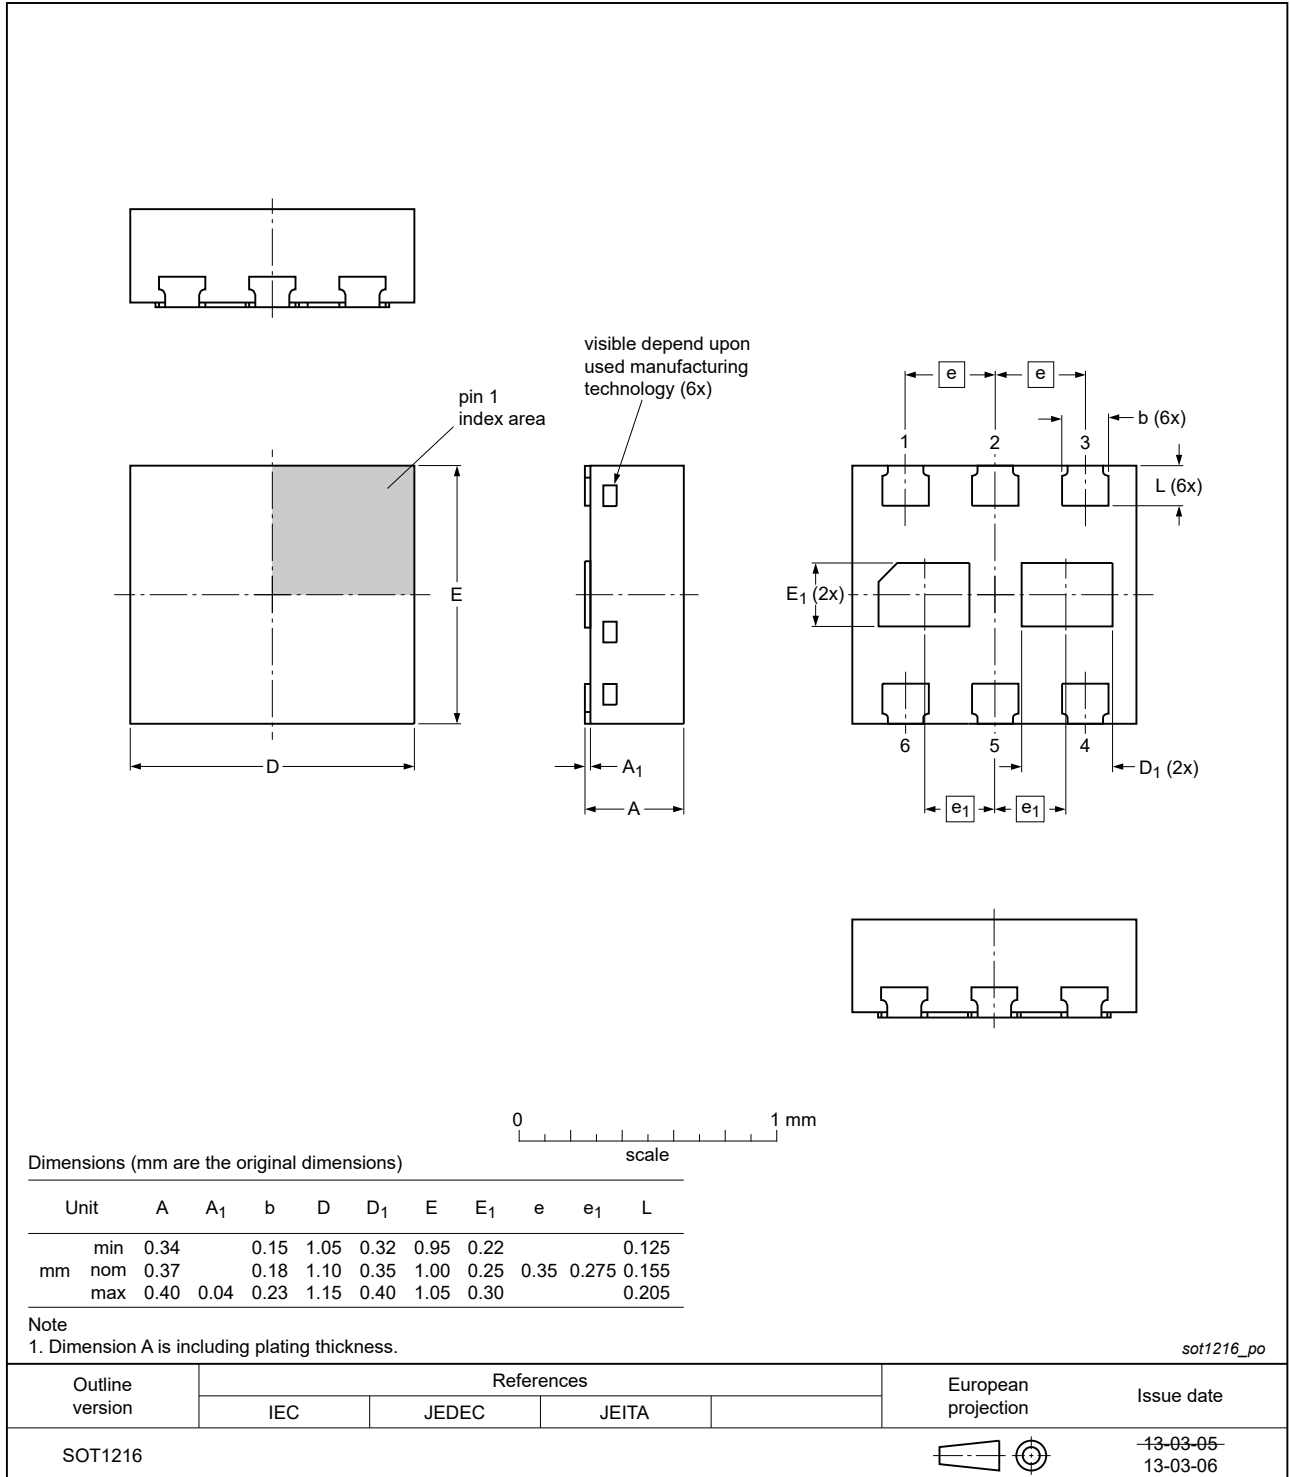 visible depend upon
used manufacturing
technology (6x)
pin 1
index area
e e
b (6x)
1 2 3
L (6x)
E
E1 (2x)
6 5 4
D
A1
D1 (2x)
A
e1 e1
0 1 mm
scale
Dimensions (mm are the original dimensions)
Unit A A1 b D D1 E E1 e e1 L
min 0.34 0.15 1.05 0.32 0.95 0.22 0.125
mm nom 0.37 0.18 1.10 0.35 1.00 0.25 0.35 0.275 0.155
max 0.40 0.04 0.23 1.15 0.40 1.05 0.30 0.205
Note
1. Dimension A is including plating thickness.
sot1216_po
Outline version
References
IEC JEDEC JEITA
European projection
Issue date
SOT1216
13-03-05
13-03-06